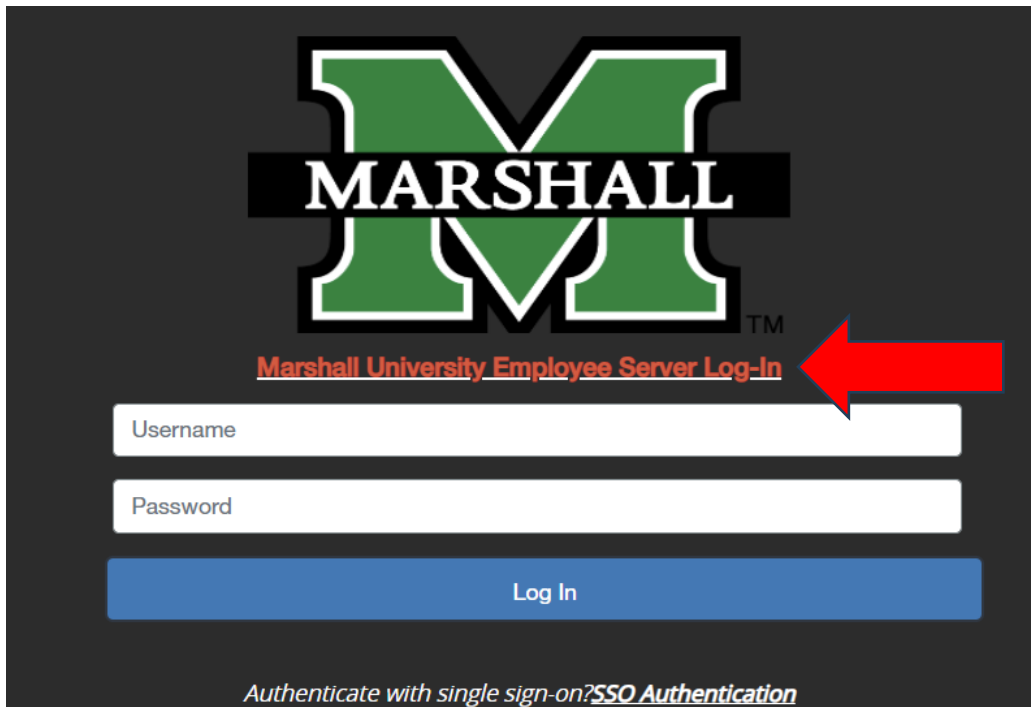 MARSHALL
TM
Marshall University Employee Server Log-In
Username
Password
Log In
Authenticate with single sign-on?SSO Authentication